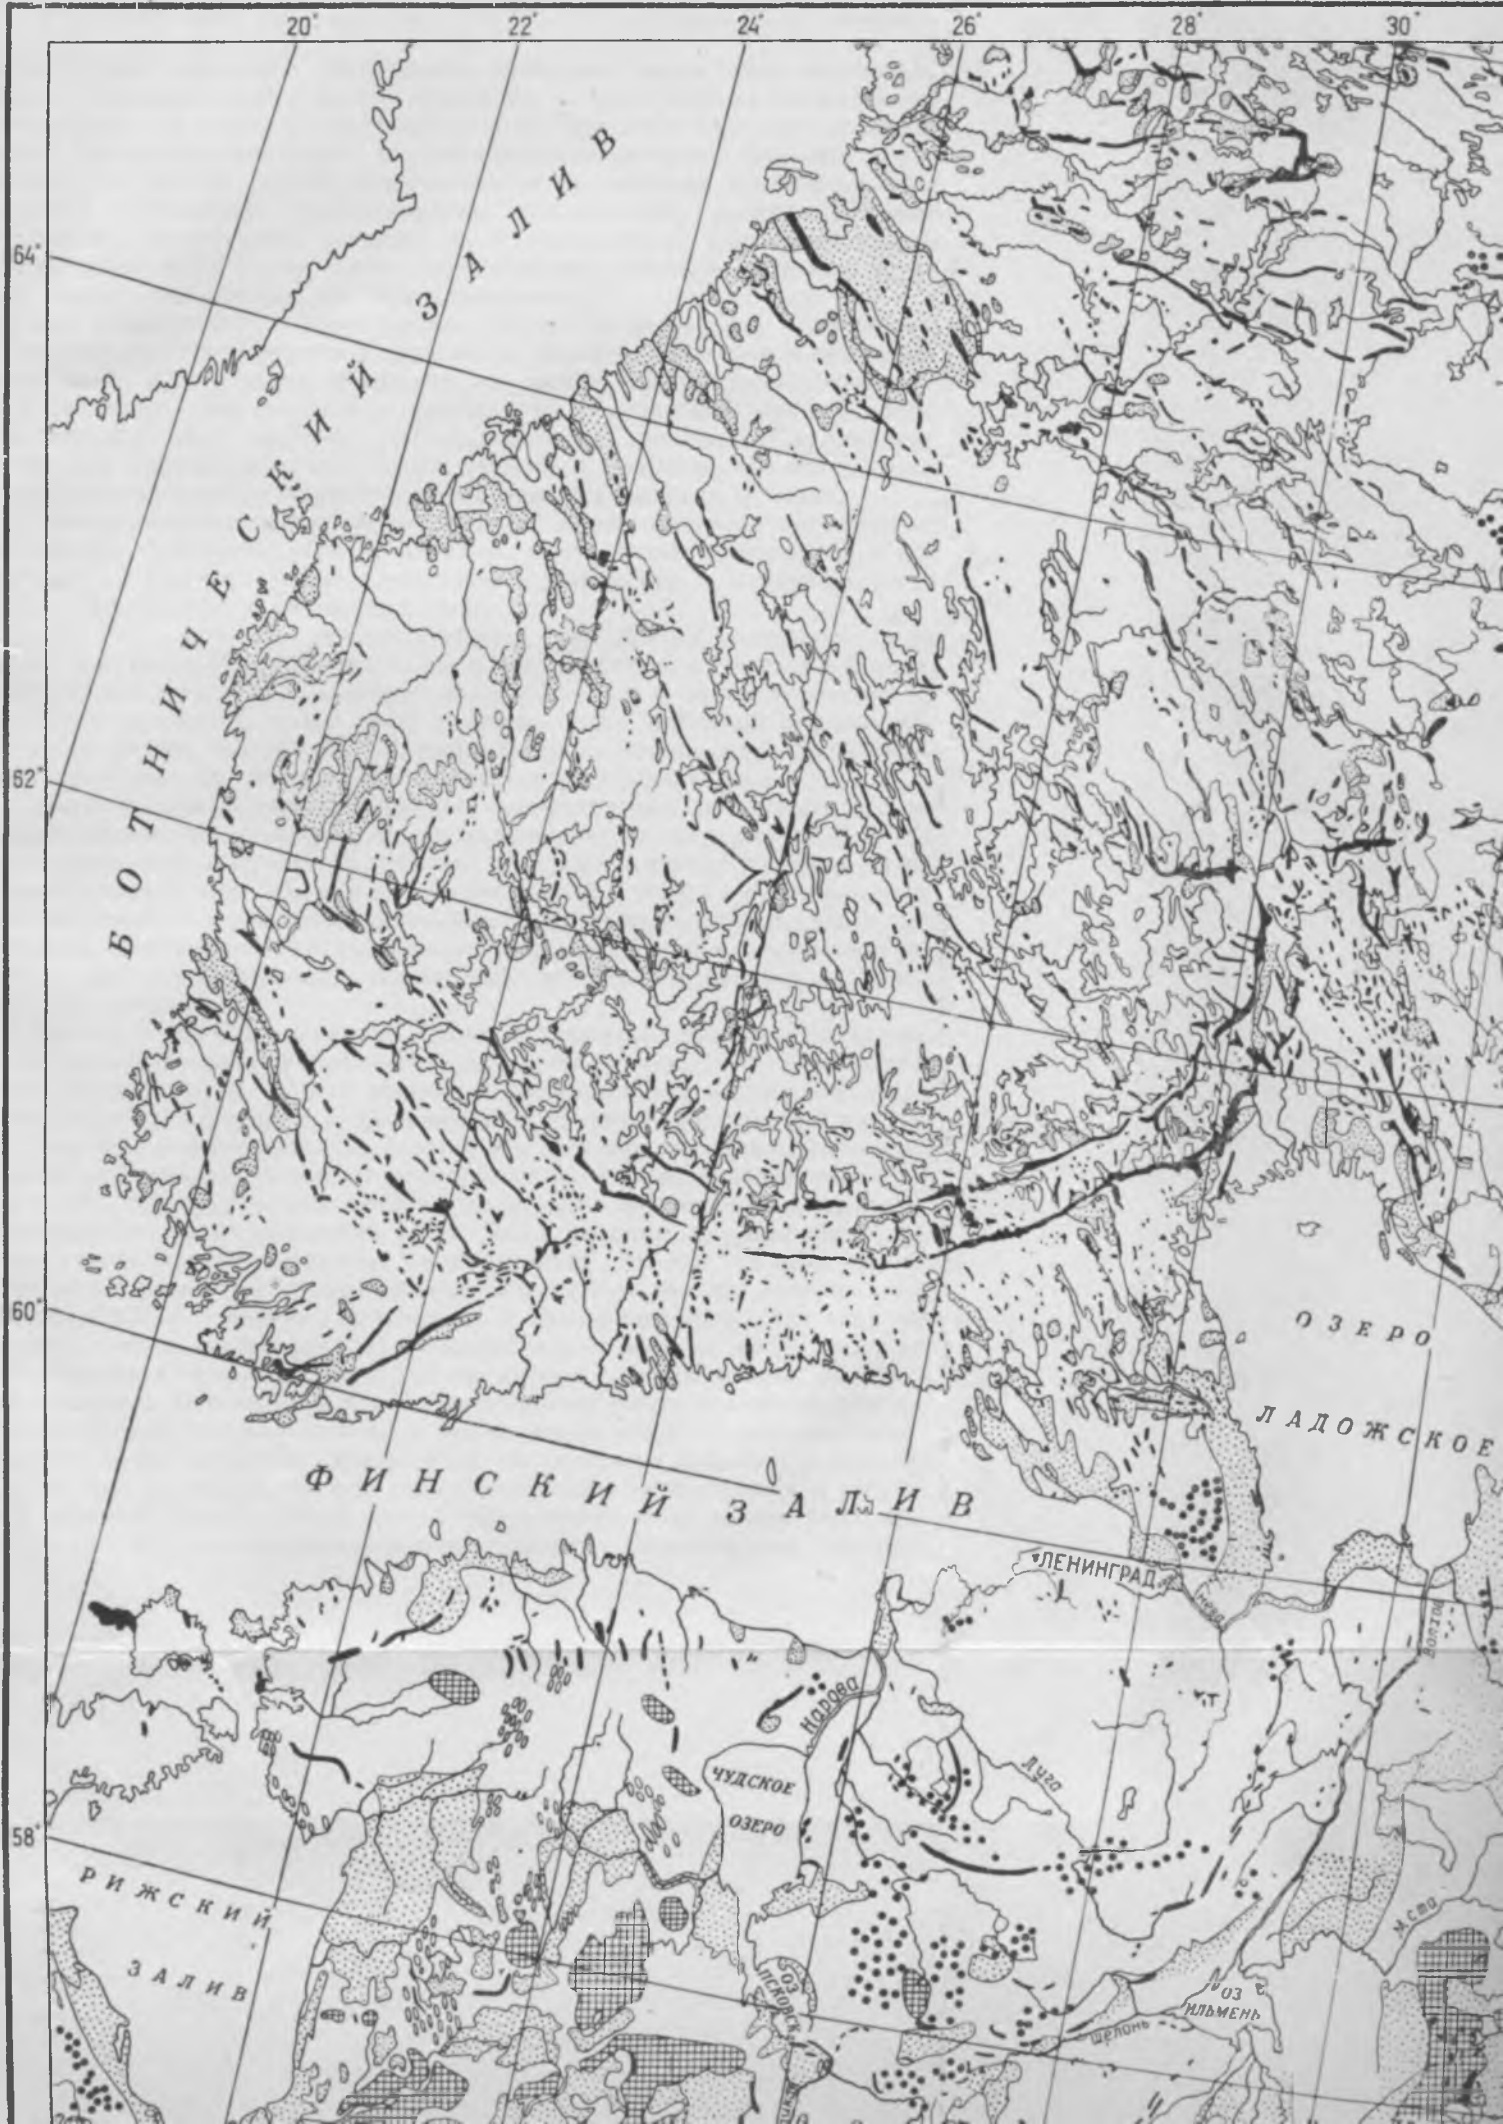 20° 22° 24° 26° 28° 30°
64°
62°
60°
58°
БОТНИЧЕСКИЙ ЗАЛИВ
ОЗЕРО
ЛАДОЖСКОЕ
ФИНСКИЙ ЗАЛИВ
ЛЕНИНГРАД
Нева
Волхов
Нарова
Луга
ЧУДСКОЕ
ОЗЕРО
РИЖСКИЙ
ЗАЛИВ
Мста
ОЗ
ПСКОВСК.
ОЗ
ИЛЬМЕНЬ
Шелонь